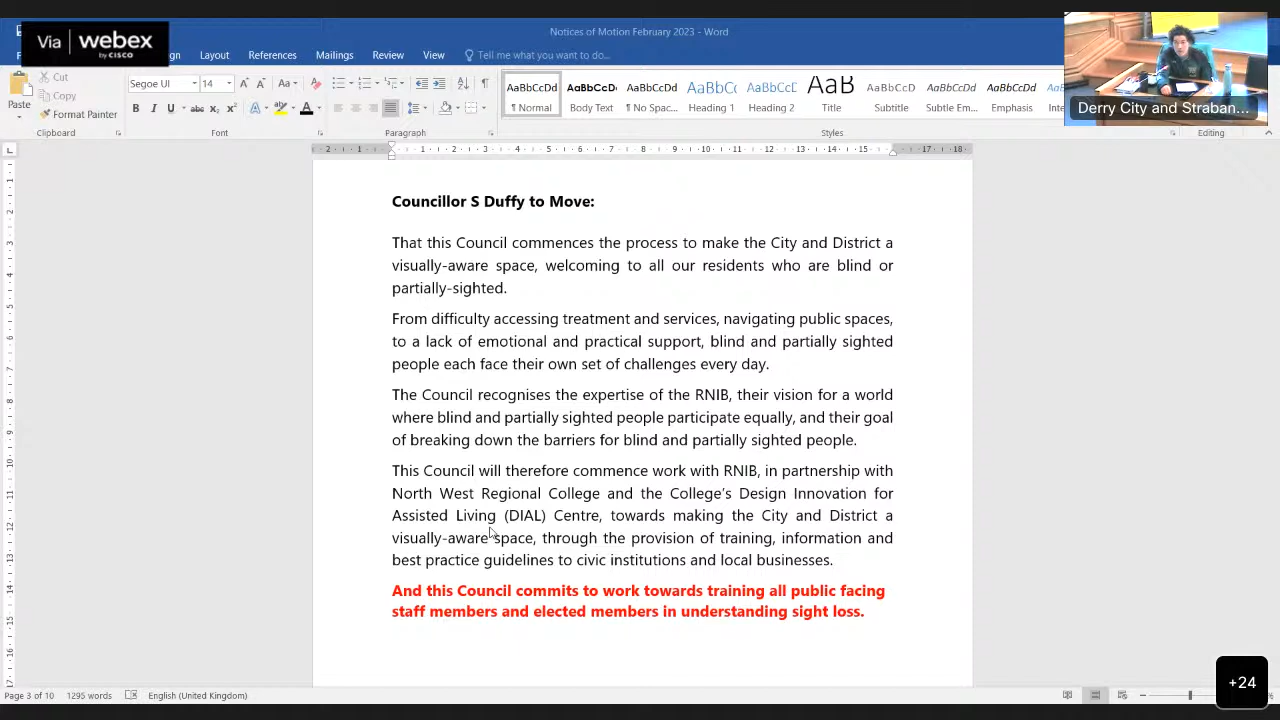 Via webex
by CISCO
Notices of Motion February 2023 - Word
Layout References Mailings Review View Tell me what you want to do...
Derry City and Straban...
Paste
Cut
Copy
Format Painter
Segoe UI 14
B I U abc X₂ X²
Font
Paragraph
AaBbCcDd AaBbCcD AaBbCcDd AaBbCc AaBbCcD AaB AaBbCcD AaBbCcDd AaBbCcDd
¶ Normal Body Text ¶ No Spac... Heading 1 Heading 2 Title Subtitle Subtle Em... Emphasis
Styles
Editing
Councillor S Duffy to Move:
That this Council commences the process to make the City and District a
visually-aware space, welcoming to all our residents who are blind or
partially-sighted.
From difficulty accessing treatment and services, navigating public spaces,
to a lack of emotional and practical support, blind and partially sighted
people each face their own set of challenges every day.
The Council recognises the expertise of the RNIB, their vision for a world
where blind and partially sighted people participate equally, and their goal
of breaking down the barriers for blind and partially sighted people.
This Council will therefore commence work with RNIB, in partnership with
North West Regional College and the College's Design Innovation for
Assisted Living (DIAL) Centre, towards making the City and District a
visually-aware space, through the provision of training, information and
best practice guidelines to civic institutions and local businesses.
And this Council commits to work towards training all public facing
staff members and elected members in understanding sight loss.
Page 3 of 10 1295 words English (United Kingdom)
+24